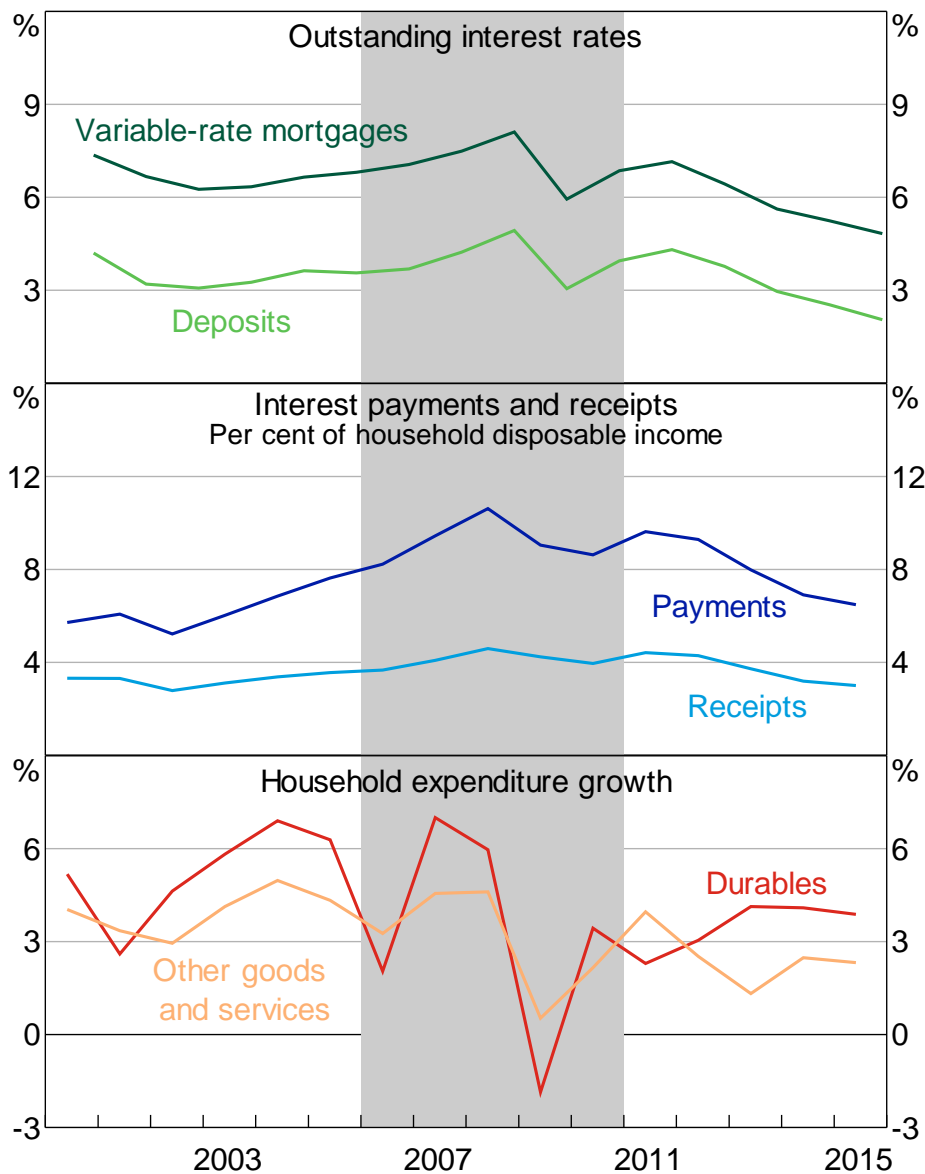 % Outstanding interest rates %
9 9
Variable-rate mortgages
6 6
3 3
Deposits
% Interest payments and receipts %
Per cent of household disposable income
12 12
8 8
Payments
4 4
Receipts
% Household expenditure growth %
6 6
Durables
3 3
Other goods
and services
0 0
-3 -3
2003 2007 2011 2015